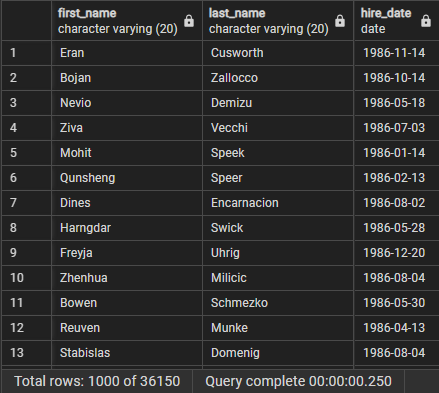 first_name last_name hire_date
character varying (20) character varying (20) date
1 Eran Cusworth 1986-11-14
2 Bojan Zallocco 1986-10-14
3 Nevio Demizu 1986-05-18
4 Ziva Vecchi 1986-07-03
5 Mohit Speek 1986-01-14
6 Qunsheng Speer 1986-02-13
7 Dines Encarnacion 1986-08-02
8 Harngdar Swick 1986-05-28
9 Freyja Uhrig 1986-12-20
10 Zhenhua Milicic 1986-08-04
11 Bowen Schmezko 1986-05-30
12 Reuven Munke 1986-04-13
13 Stabislas Domenig 1986-08-04
Total rows: 1000 of 36150 Query complete 00:00:00.250